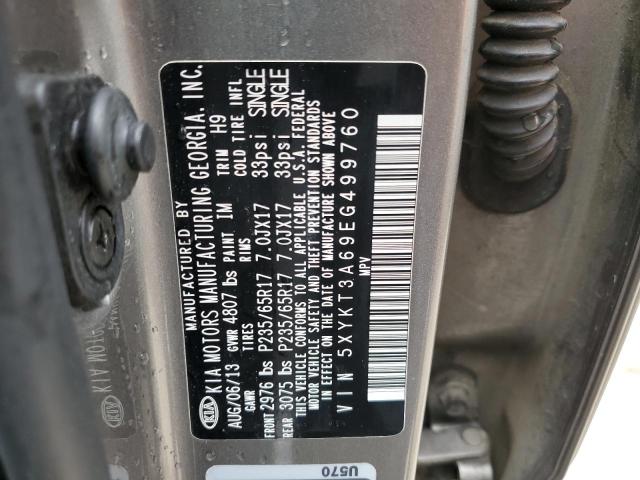 MANUFACTURED BY
KIA KIA MOTORS MANUFACTURING GEORGIA, INC.
AUG/06/13 GVWR 4807 lbs PAINT IM TRIM H9
GAWR TIRES RIMS COLD TIRE INFL
FRONT 2976 lbs P235/65R17 7.0JX17 33psi SINGLE
REAR 3075 lbs P235/65R17 7.0JX17 33psi SINGLE
THIS VEHICLE CONFORMS TO ALL APPLICABLE U.S.A. FEDERAL
MOTOR VEHICLE SAFETY AND THEFT PREVENTION STANDARDS
IN EFFECT ON THE DATE OF MANUFACTURE SHOWN ABOVE
VIN 5XYKT3A69EG499760
MPV
U570
KIA